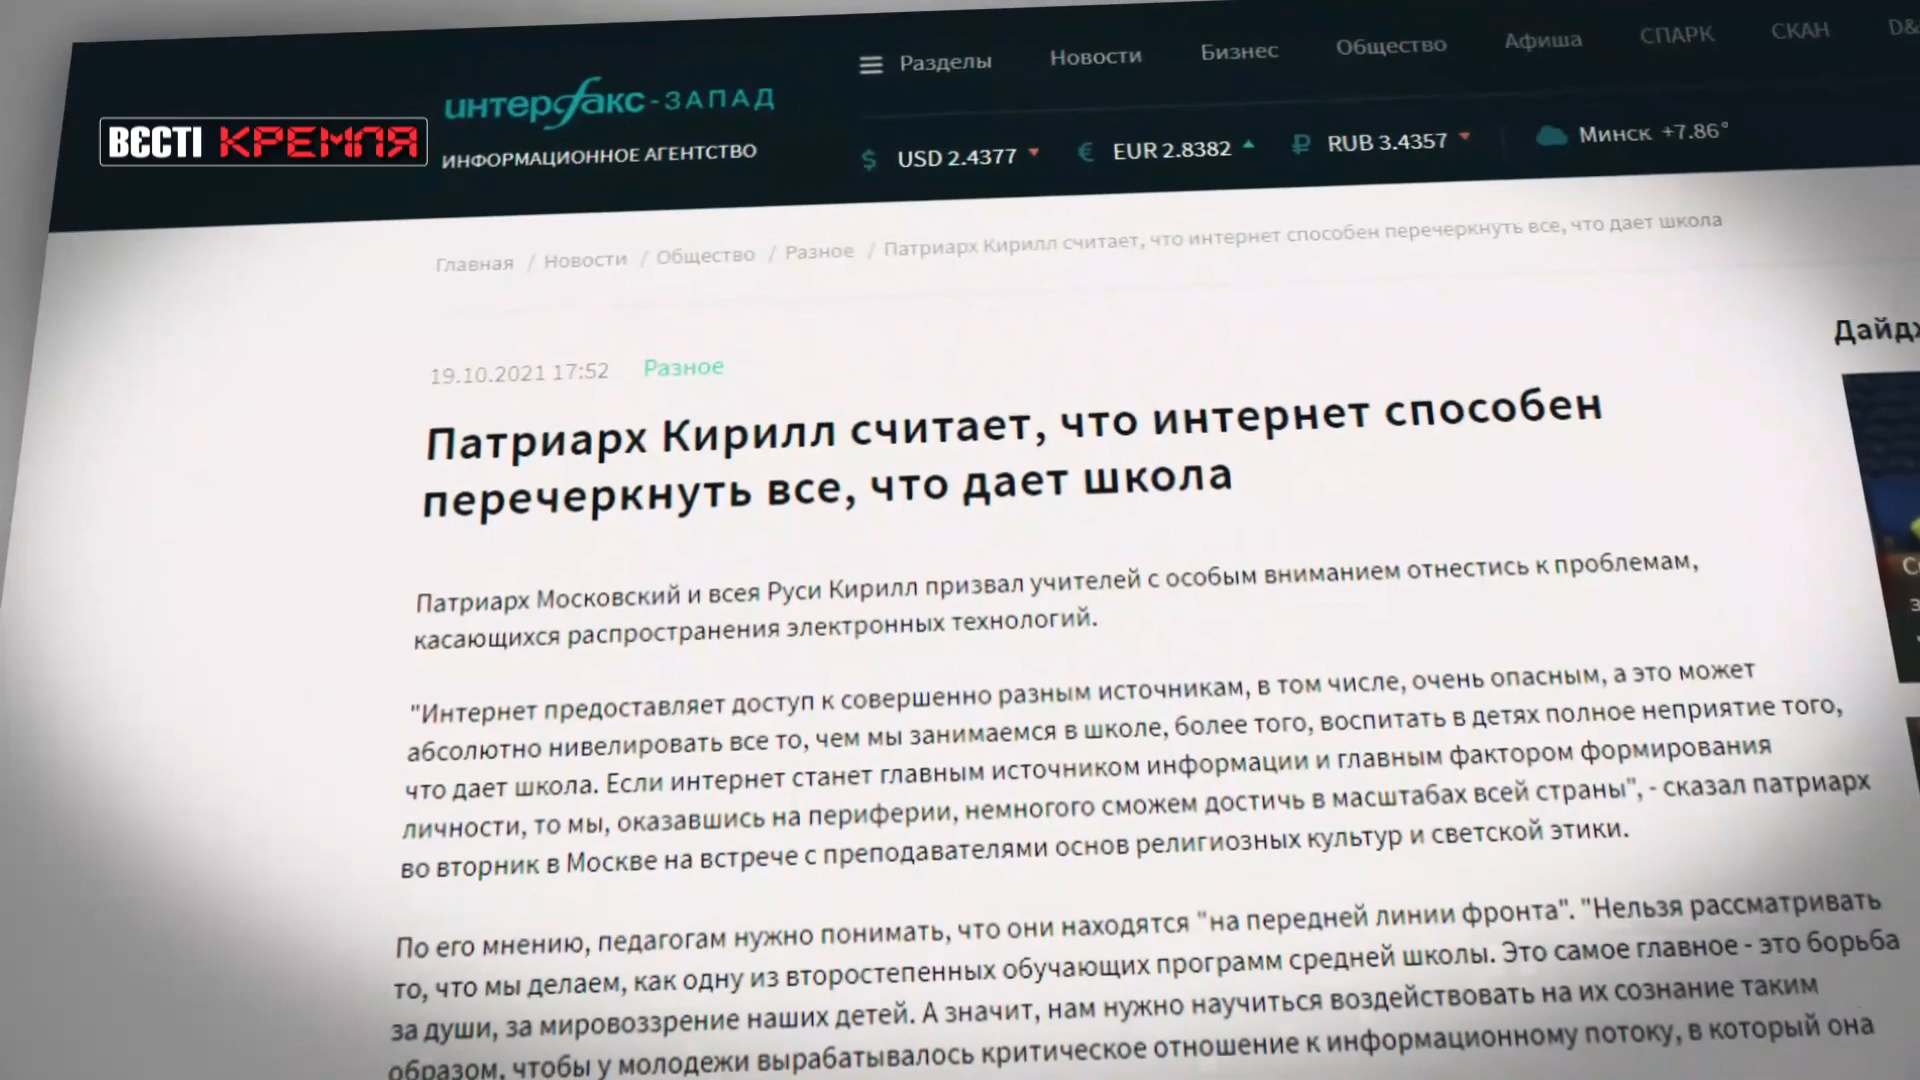 ВЄСТІ КРЕМЛЯ
интерфакс-ЗАПАД
ИНФОРМАЦИОННОЕ АГЕНТСТВО
Разделы Новости Бизнес Общество Афиша СПАРК СКАН D&
$ USD 2.4377 € EUR 2.8382 ₽ RUB 3.4357 Минск +7.86°
Главная / Новости / Общество / Разное / Патриарх Кирилл считает, что интернет способен перечеркнуть все, что дает школа
19.10.2021 17:52 Разное
Патриарх Кирилл считает, что интернет способен
перечеркнуть все, что дает школа
Патриарх Московский и всея Руси Кирилл призвал учителей с особым вниманием отнестись к проблемам,
касающихся распространения электронных технологий.
"Интернет предоставляет доступ к совершенно разным источникам, в том числе, очень опасным, а это может
абсолютно нивелировать все то, чем мы занимаемся в школе, более того, воспитать в детях полное неприятие того,
что дает школа. Если интернет станет главным источником информации и главным фактором формирования
личности, то мы, оказавшись на периферии, немногого сможем достичь в масштабах всей страны", - сказал патриарх
во вторник в Москве на встрече с преподавателями основ религиозных культур и светской этики.
По его мнению, педагогам нужно понимать, что они находятся "на передней линии фронта". "Нельзя рассматривать
то, что мы делаем, как одну из второстепенных обучающих программ средней школы. Это самое главное - это борьба
за души, за мировоззрение наших детей. А значит, нам нужно научиться воздействовать на их сознание таким
образом, чтобы у молодежи вырабатывалось критическое отношение к информационному потоку, в который она